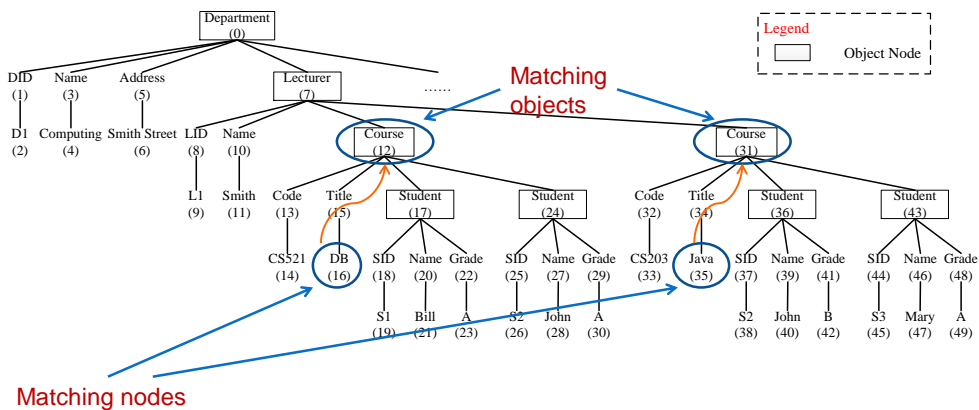 Department
(0)
Legend
Object Node
DID
(1)
Name
(3)
Address
(5)
Lecturer
(7)
......
Matching
objects
D1
(2)
Computing
(4)
Smith Street
(6)
LID
(8)
Name
(10)
Course
(12)
Course
(31)
L1
(9)
Smith
(11)
Code
(13)
Title
(15)
Student
(17)
Student
(24)
Code
(32)
Title
(34)
Student
(36)
Student
(43)
CS521
(14)
DB
(16)
SID
(18)
Name
(20)
Grade
(22)
SID
(25)
Name
(27)
Grade
(29)
CS203
(33)
Java
(35)
SID
(37)
Name
(39)
Grade
(41)
SID
(44)
Name
(46)
Grade
(48)
S1
(19)
Bill
(21)
A
(23)
S2
(26)
John
(28)
A
(30)
S2
(38)
John
(40)
B
(42)
S3
(45)
Mary
(47)
A
(49)
Matching nodes